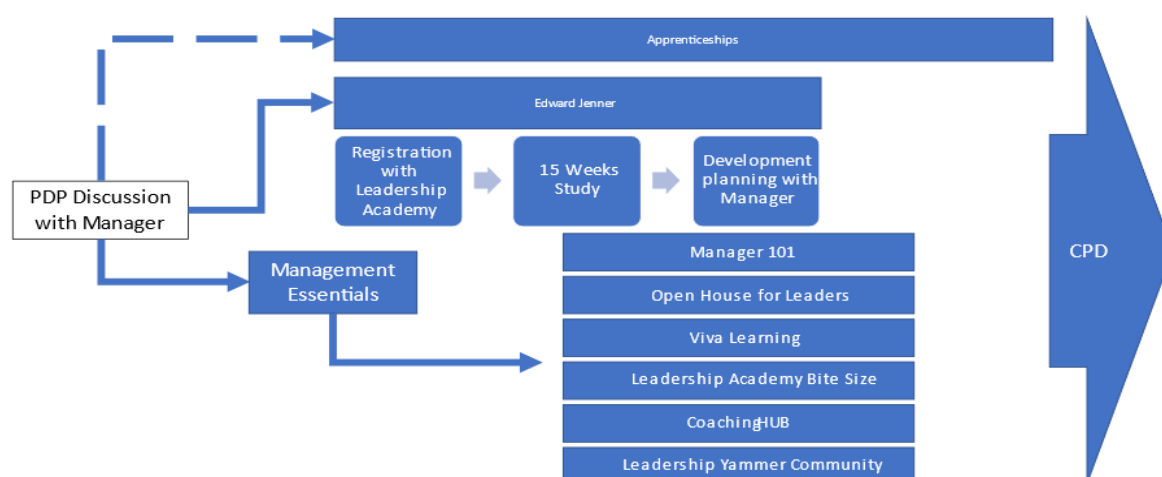 Apprenticeships
Edward Jenner
Registration
with
Leadership
Academy
15 Weeks
Study
Development
planning with
Manager
PDP Discussion
with Manager
Management
Essentials
Manager 101
Open House for Leaders
Viva Learning
Leadership Academy Bite Size
CoachingHUB
Leadership Yammer Community
CPD